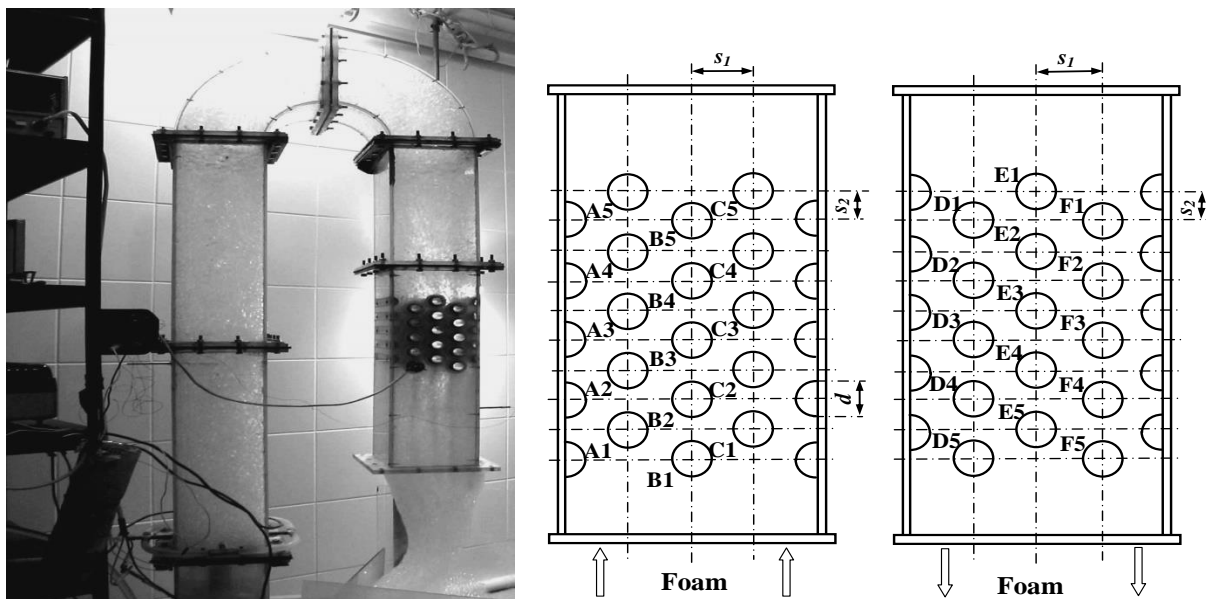 s₁
s₁
E1
A5
C5
s₂
D1
F1
s₂
B5
E2
A4
C4
D2
F2
B4
E3
A3
C3
D3
F3
B3
E4
A2
C2
d
D4
F4
B2
E5
A1
C1
D5
F5
B1
Foam
Foam